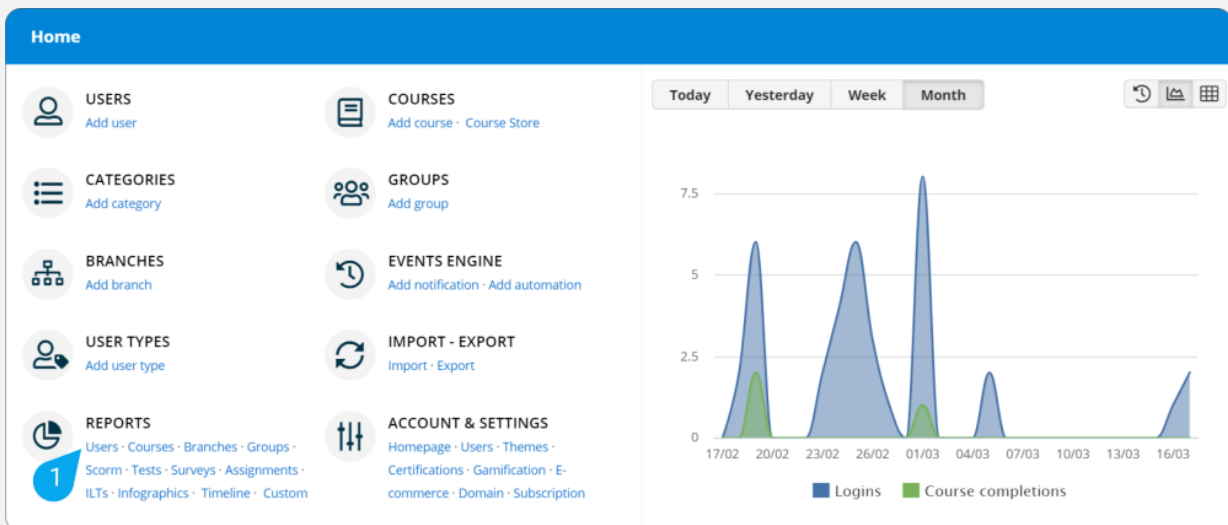 Home
USERS
Add user
COURSES
Add course · Course Store
CATEGORIES
Add category
GROUPS
Add group
BRANCHES
Add branch
EVENTS ENGINE
Add notification · Add automation
USER TYPES
Add user type
IMPORT - EXPORT
Import · Export
REPORTS
Users · Courses · Branches · Groups ·
Scorm · Tests · Surveys · Assignments ·
ILTs · Infographics · Timeline · Custom
1
ACCOUNT & SETTINGS
Homepage · Users · Themes ·
Certifications · Gamification · E-
commerce · Domain · Subscription
Today Yesterday Week Month
7.5
5
2.5
0
17/02 20/02 23/02 26/02 01/03 04/03 07/03 10/03 13/03 16/03
Logins Course completions